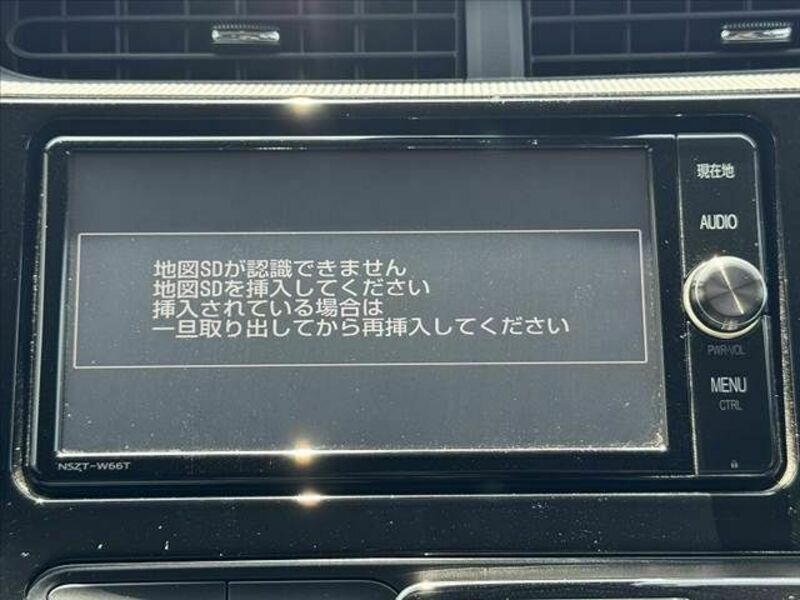 地図SDが認識できません
地図SDを挿入してください
挿入されている場合は
一旦取り出してから再挿入してください
現在地
AUDIO
PWR·VOL
MENU
CTRL
NSZT-W66T